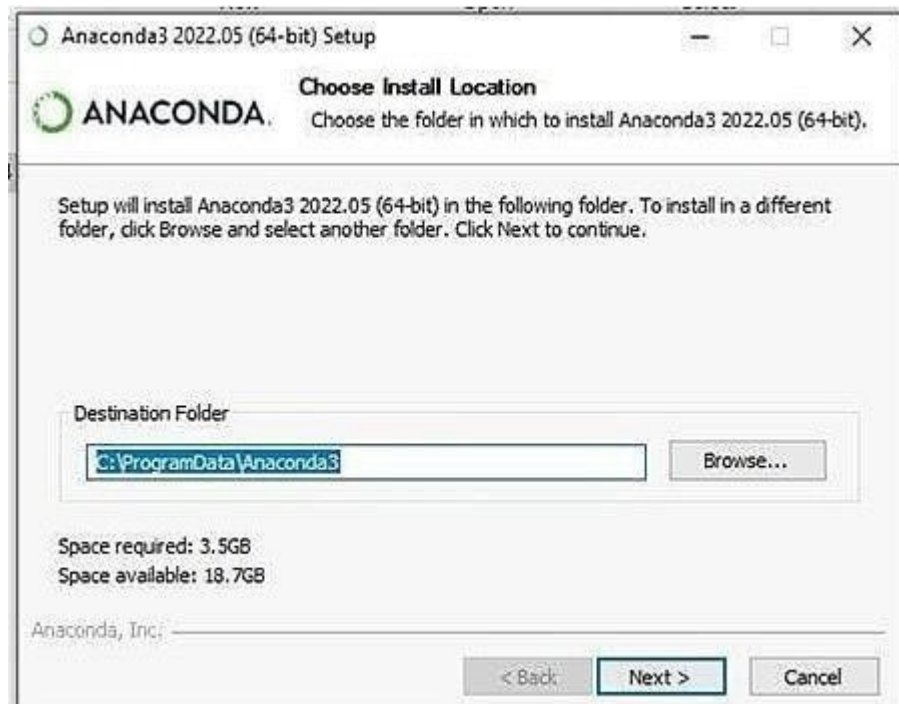 Anaconda3 2022.05 (64-bit) Setup
ANACONDA.
Choose Install Location
Choose the folder in which to install Anaconda3 2022.05 (64-bit).
Setup will install Anaconda3 2022.05 (64-bit) in the following folder. To install in a different
folder, click Browse and select another folder. Click Next to continue.
Destination Folder
C:\ProgramData\Anaconda3
Browse...
Space required: 3.5GB
Space available: 18.7GB
Anaconda, Inc.
< Back
Next >
Cancel